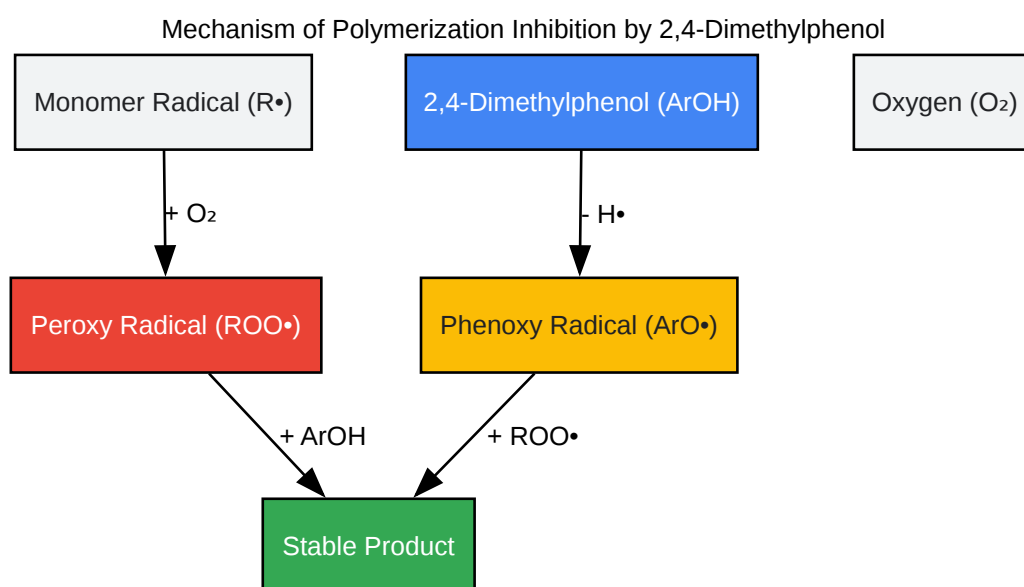 Mechanism of Polymerization Inhibition by 2,4-Dimethylphenol
Monomer Radical (R•)
2,4-Dimethylphenol (ArOH)
Oxygen (O₂)
+ O₂
- H•
Peroxy Radical (ROO•)
Phenoxy Radical (ArO•)
+ ArOH
+ ROO•
Stable Product